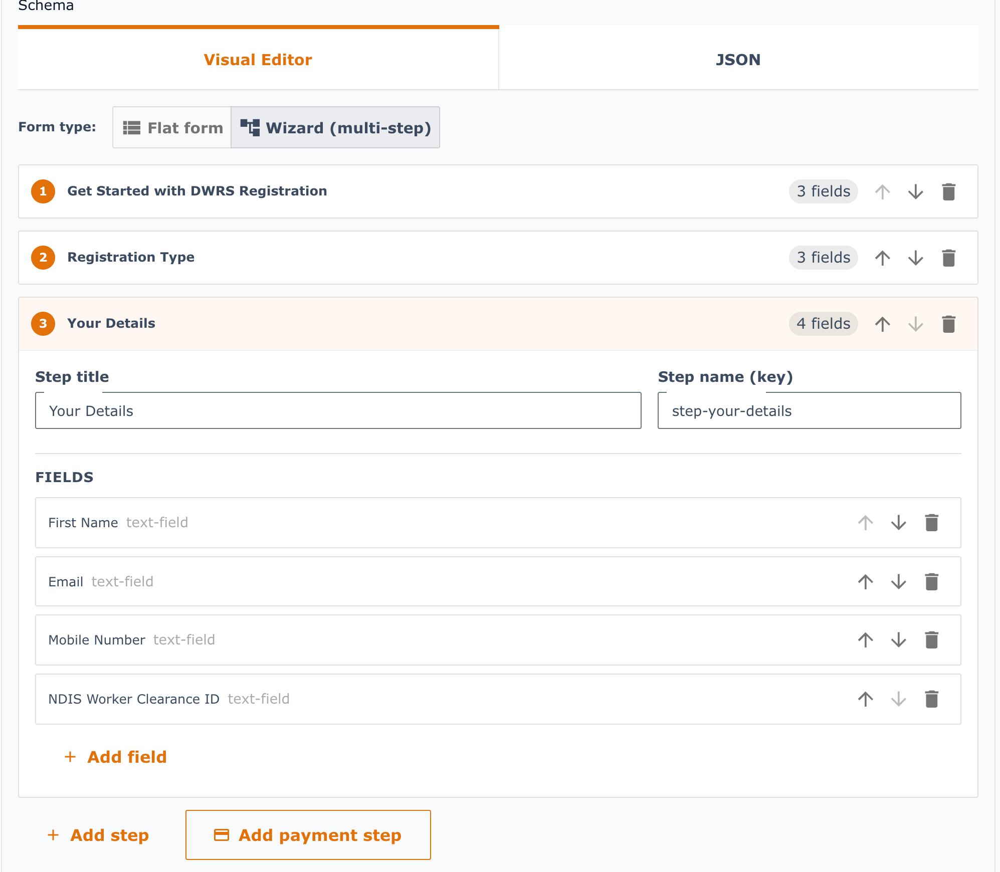 Schema
Visual Editor
JSON
Form type:
Flat form
Wizard (multi-step)
1 Get Started with DWRS Registration 3 fields
2 Registration Type 3 fields
3 Your Details 4 fields
Step title
Step name (key)
Your Details
step-your-details
FIELDS
First Name text-field
Email text-field
Mobile Number text-field
NDIS Worker Clearance ID text-field
+ Add field
+ Add step
Add payment step